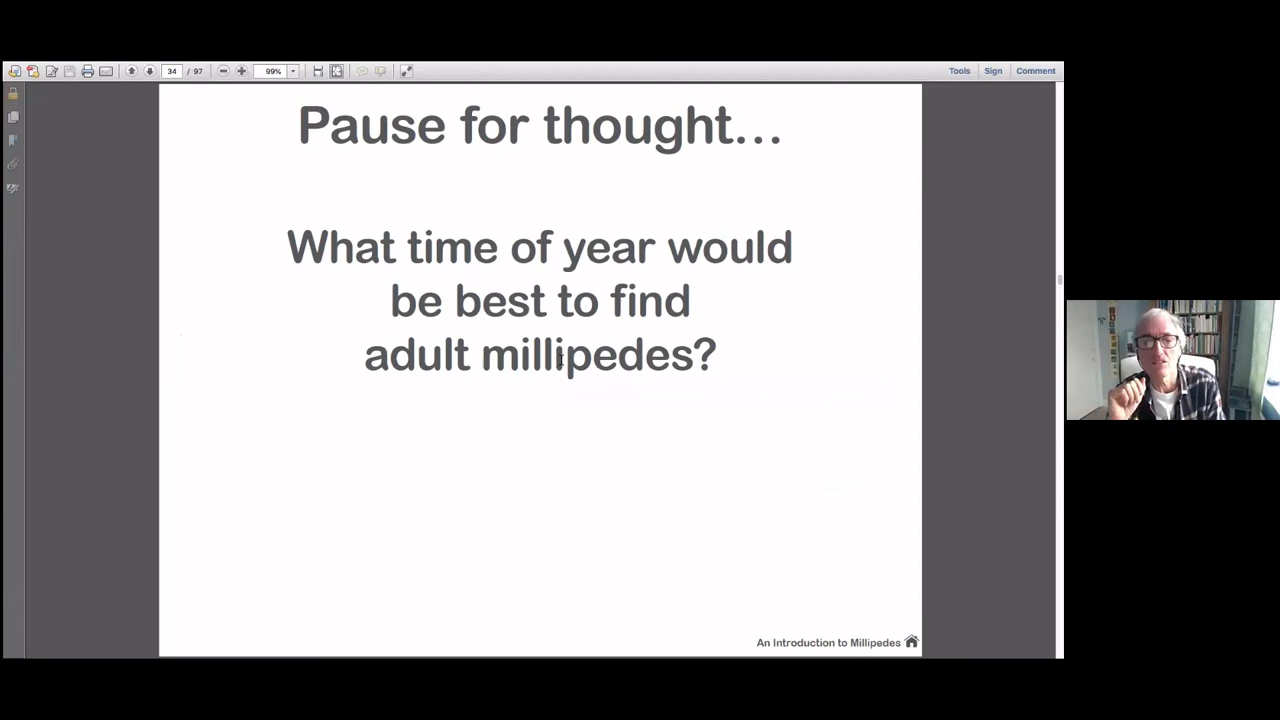 34 / 97
99%
Tools Sign Comment
Pause for thought...
What time of year would
be best to find
adult millipedes?
An Introduction to Millipedes